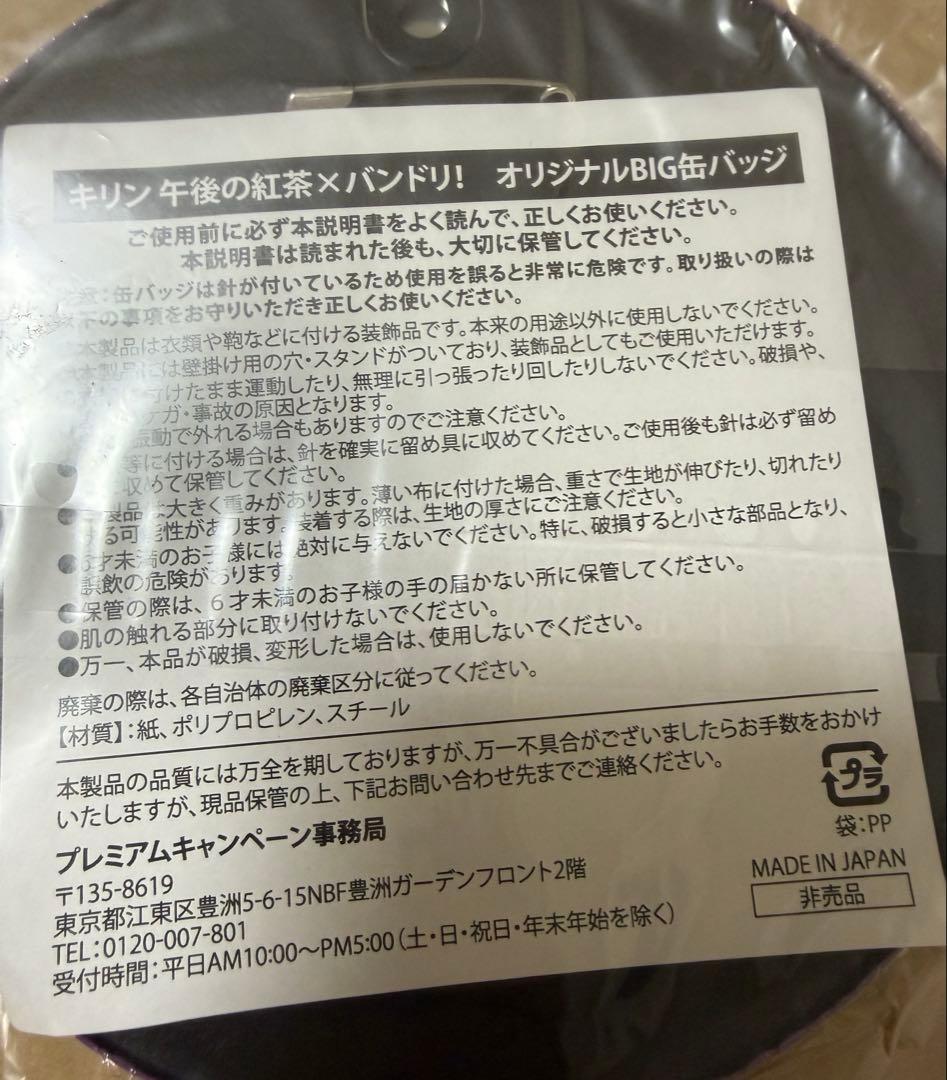 キリン 午後の紅茶×バンドリ! オリジナルBIG缶バッジ
ご使用前に必ず本説明書をよく読んで、正しくお使いください。
本説明書は読まれた後も、大切に保管してください。
:缶バッジは針が付いているため使用を誤ると非常に危険です。取り扱いの際は
下の事項をお守りいただき正しくお使いください。
本製品は衣類や鞄などに付ける装飾品です。本来の用途以外に使用しないでください。
本製品には壁掛け用の穴・スタンドがついており、装飾品としてもご使用いただけます。
付けたまま運動したり、無理に引っ張ったり回したりしないでください。破損や、
ケガ・事故の原因となります。
振動で外れる場合もありますのでご注意ください。
等に付ける場合は、針を確実に留め具に収めてください。ご使用後も針は必ず留め
収めて保管してください。
●本製品は大きく重みがあります。薄い布に付けた場合、重さで生地が伸びたり、切れたり
する可能性があります。装着する際は、生地の厚さにご注意ください。
●6才未満のお子様には絶対に与えないでください。特に、破損すると小さな部品となり、
誤飲の危険があります。
●保管の際は、6才未満のお子様の手の届かない所に保管してください。
●肌の触れる部分に取り付けないでください。
●万一、本品が破損、変形した場合は、使用しないでください。
廃棄の際は、各自治体の廃棄区分に従ってください。
【材質】:紙、ポリプロピレン、スチール
本製品の品質には万全を期しておりますが、万一不具合がございましたらお手数をおかけ
いたしますが、現品保管の上、下記お問い合わせ先までご連絡ください。
プレミアムキャンペーン事務局
〒135-8619
東京都江東区豊洲5-6-15NBF豊洲ガーデンフロント2階
TEL:0120-007-801
受付時間:平日AM10:00～PM5:00(土・日・祝日・年末年始を除く)
プラ
袋:PP
MADE IN JAPAN
非売品